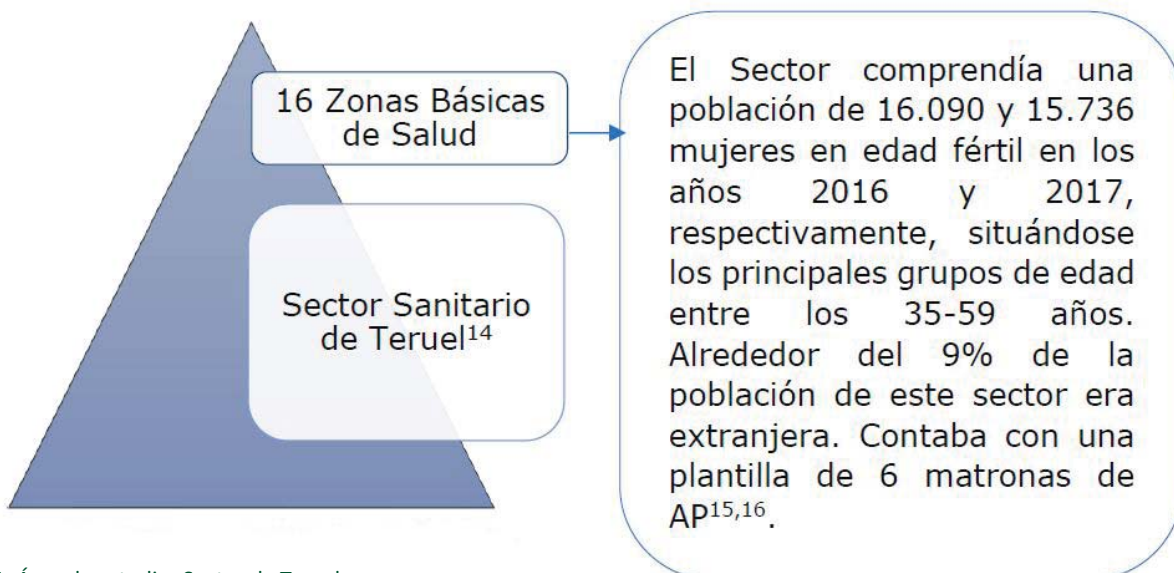 16 Zonas Básicas
de Salud
Sector Sanitario
de Teruel14
El Sector comprendía una
población de 16.090 y 15.736
mujeres en edad fértil en los
años 2016 y 2017,
respectivamente, situándose
los principales grupos de edad
entre los 35-59 años.
Alrededor del 9% de la
población de este sector era
extranjera. Contaba con una
plantilla de 6 matronas de
AP15,16.